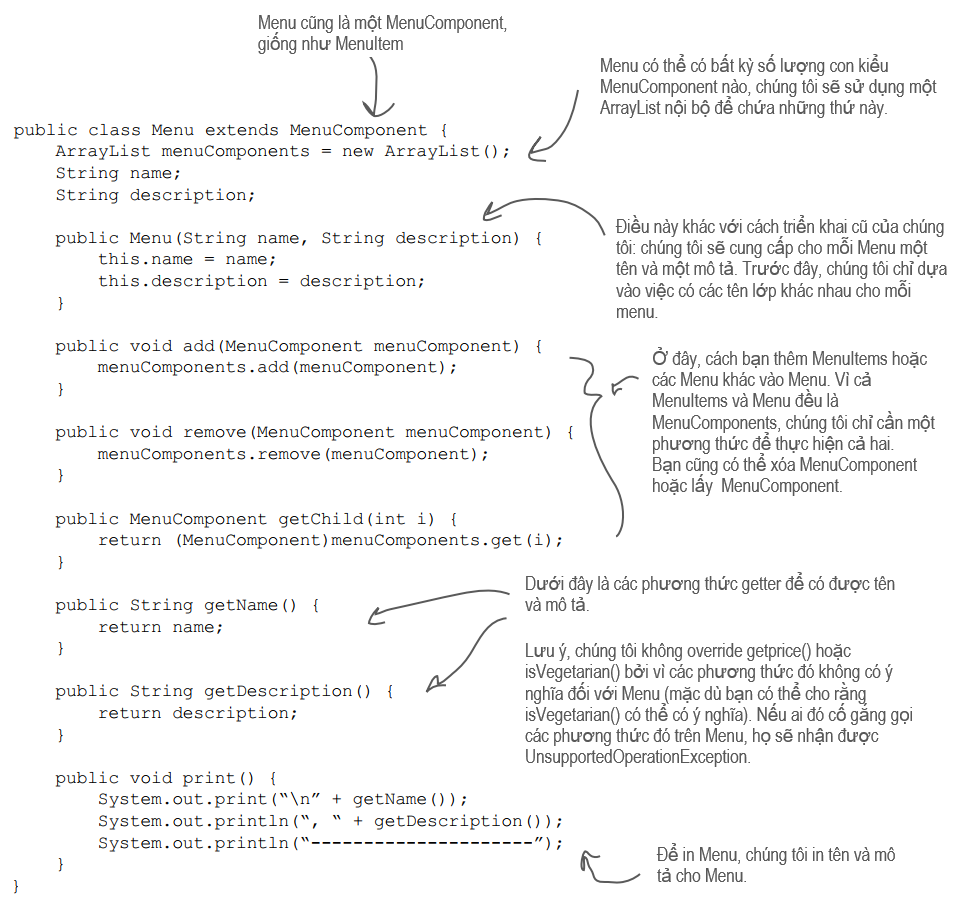 Menu cũng là một MenuComponent,
giống như MenuItem
Menu có thể có bất kỳ số lượng con kiểu
MenuComponent nào, chúng tôi sẽ sử dụng một
ArrayList nội bộ để chứa những thứ này.
public class Menu extends MenuComponent {
    ArrayList menuComponents = new ArrayList();
    String name;
    String description;
    public Menu(String name, String description) {
        this.name = name;
        this.description = description;
    }
Điều này khác với cách triển khai cũ của chúng
tôi: chúng tôi sẽ cung cấp cho mỗi Menu một
tên và một mô tả. Trước đây, chúng tôi chỉ dựa
vào việc có các tên lớp khác nhau cho mỗi
menu.
    public void add(MenuComponent menuComponent) {
        menuComponents.add(menuComponent);
    }
    public void remove(MenuComponent menuComponent) {
        menuComponents.remove(menuComponent);
    }
    public MenuComponent getChild(int i) {
        return (MenuComponent)menuComponents.get(i);
    }
Ở đây, cách bạn thêm MenuItems hoặc
các Menu khác vào Menu. Vì cả
MenuItems và Menu đều là
MenuComponents, chúng tôi chỉ cần một
phương thức để thực hiện cả hai.
Bạn cũng có thể xóa MenuComponent
hoặc lấy MenuComponent.
    public String getName() {
        return name;
    }
    public String getDescription() {
        return description;
    }
Dưới đây là các phương thức getter để có được tên
và mô tả.
Lưu ý, chúng tôi không override getprice() hoặc
isVegetarian() bởi vì các phương thức đó không có ý
nghĩa đối với Menu (mặc dù bạn có thể cho rằng
isVegetarian() có thể có ý nghĩa). Nếu ai đó cố gắng gọi
các phương thức đó trên Menu, họ sẽ nhận được
UnsupportedOperationException.
    public void print() {
        System.out.print(“\n” + getName());
        System.out.println(“, “ + getDescription());
        System.out.println(“---------------------”);
    }
}
Để in Menu, chúng tôi in tên và mô
tả cho Menu.